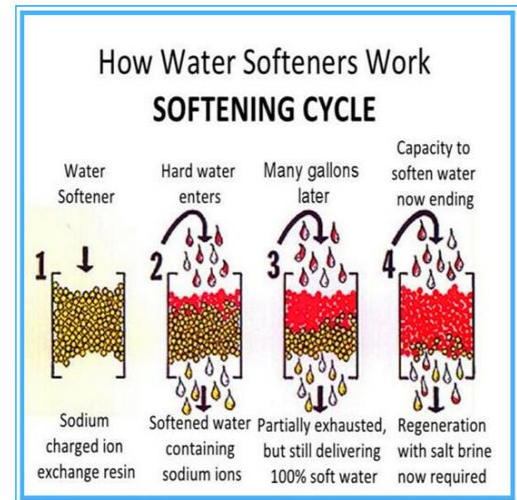 How Water Softeners Work
SOFTENING CYCLE
Water
Softener
Hard water
enters
Many gallons
later
Capacity to
soften water
now ending
1
2
3
4
Sodium
charged ion
exchange resin
Softened water
containing
sodium ions
Partially exhausted,
but still delivering
100% soft water
Regeneration
with salt brine
now required